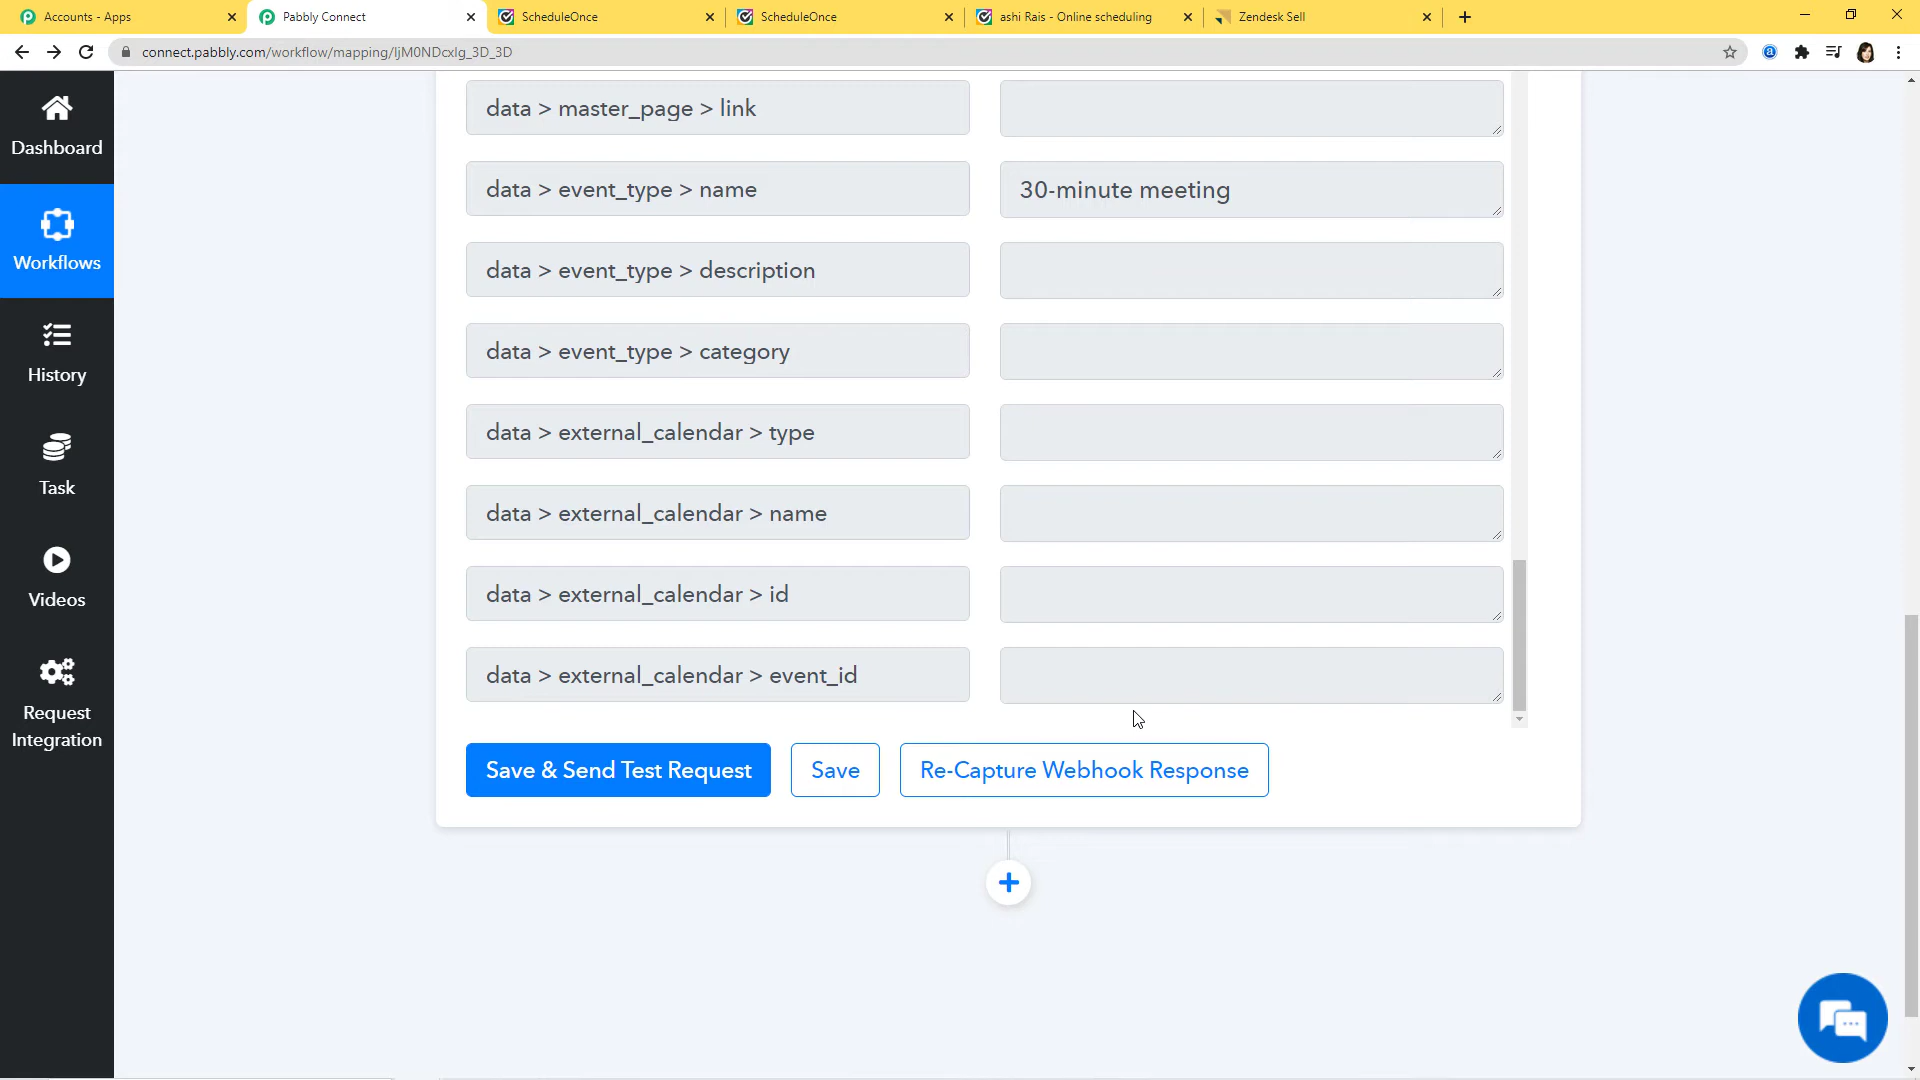 Accounts - Apps
Pabbly Connect
ScheduleOnce
ScheduleOnce
ashi Rais - Online scheduling
Zendesk Sell
connect.pabbly.com/workflow/mapping/IjM0NDcxIg_3D_3D
Dashboard
Workflows
History
Task
Videos
Request
Integration
data > master_page > link
data > event_type > name
30-minute meeting
data > event_type > description
data > event_type > category
data > external_calendar > type
data > external_calendar > name
data > external_calendar > id
data > external_calendar > event_id
Save & Send Test Request
Save
Re-Capture Webhook Response